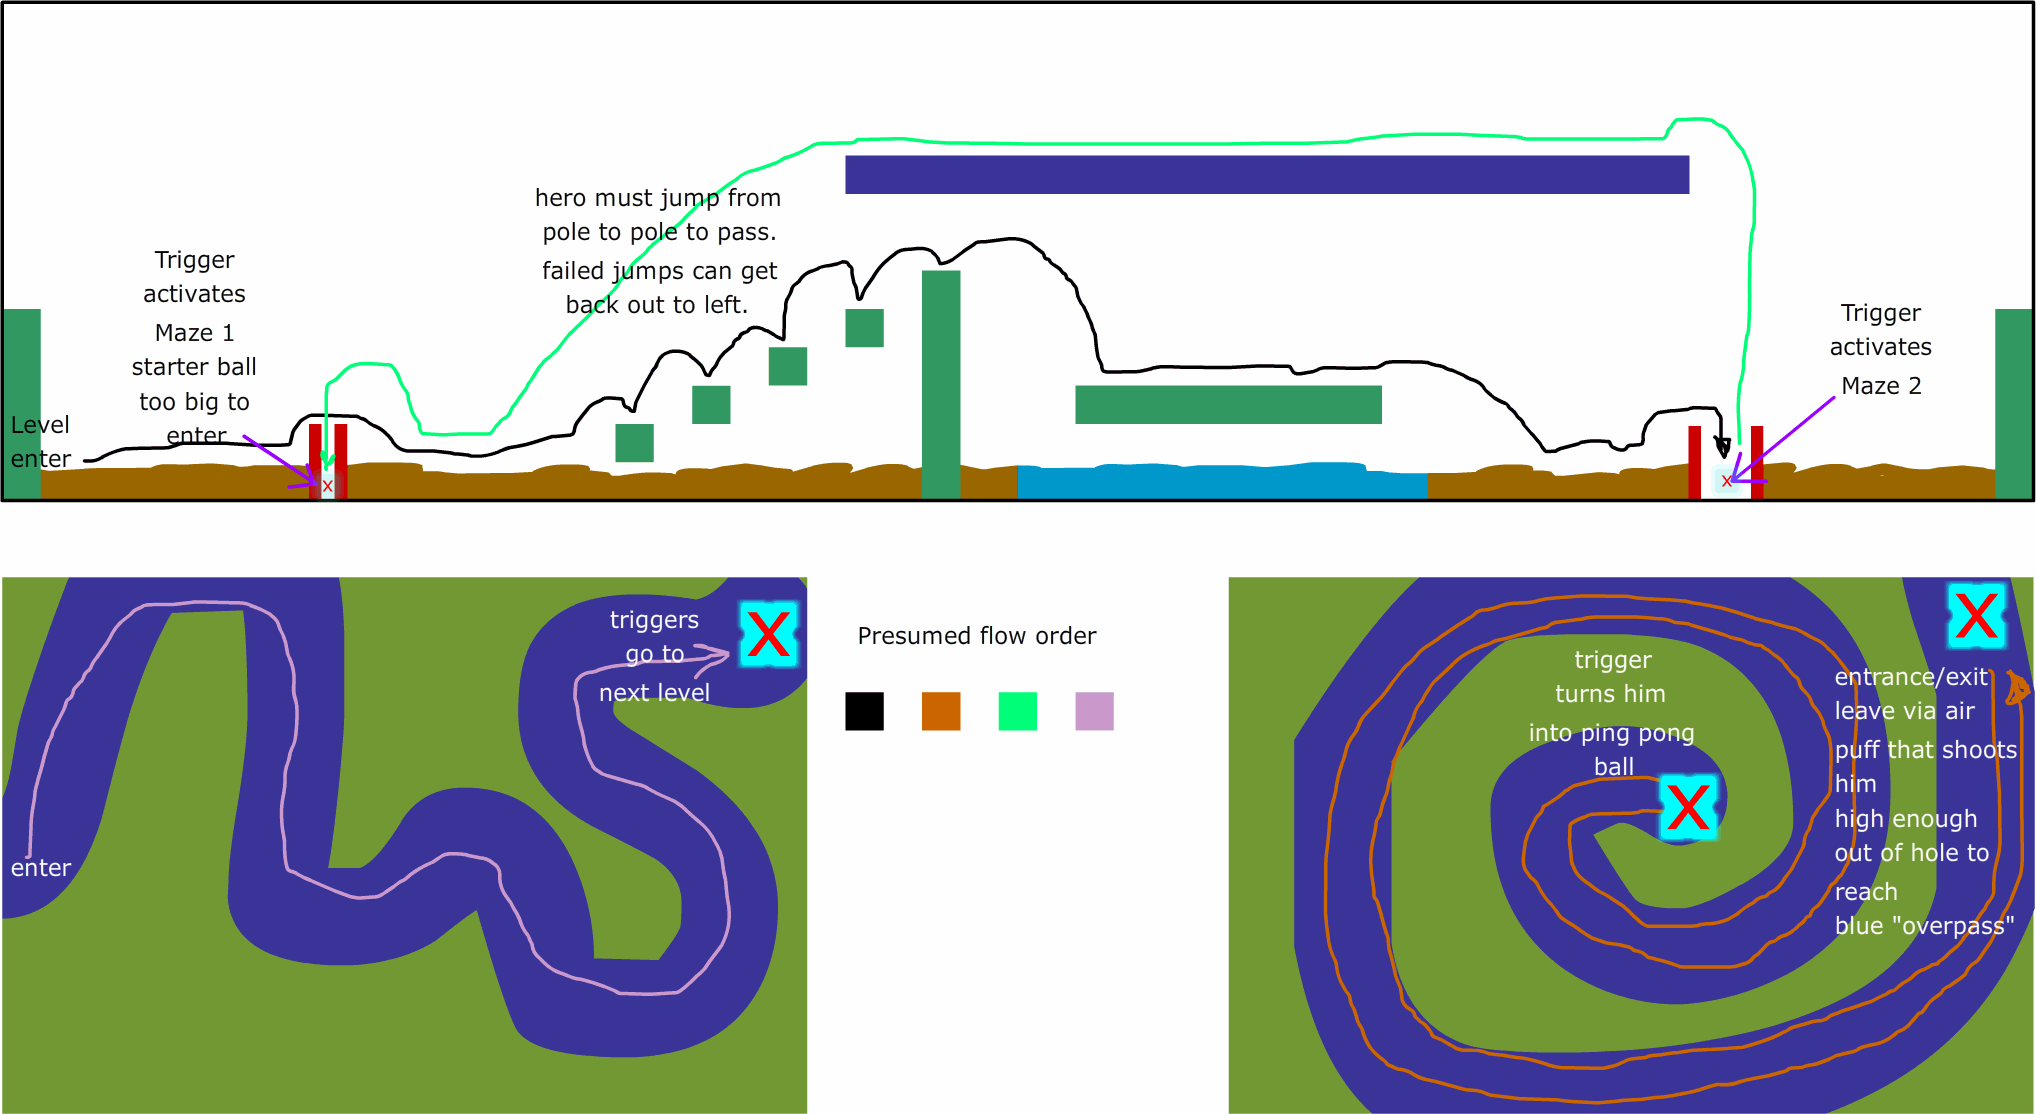 hero must jump from
pole to pole to pass.
failed jumps can get
back out to left.
Trigger
activates
Maze 1
starter ball
too big to
enter
Level
enter
x
Trigger
activates
Maze 2
x
triggers
go to
next level
X
enter
Presumed flow order
trigger
turns him
into ping pong
ball
X
X
entrance/exit
leave via air
puff that shoots
him
high enough
out of hole to
reach
blue "overpass"